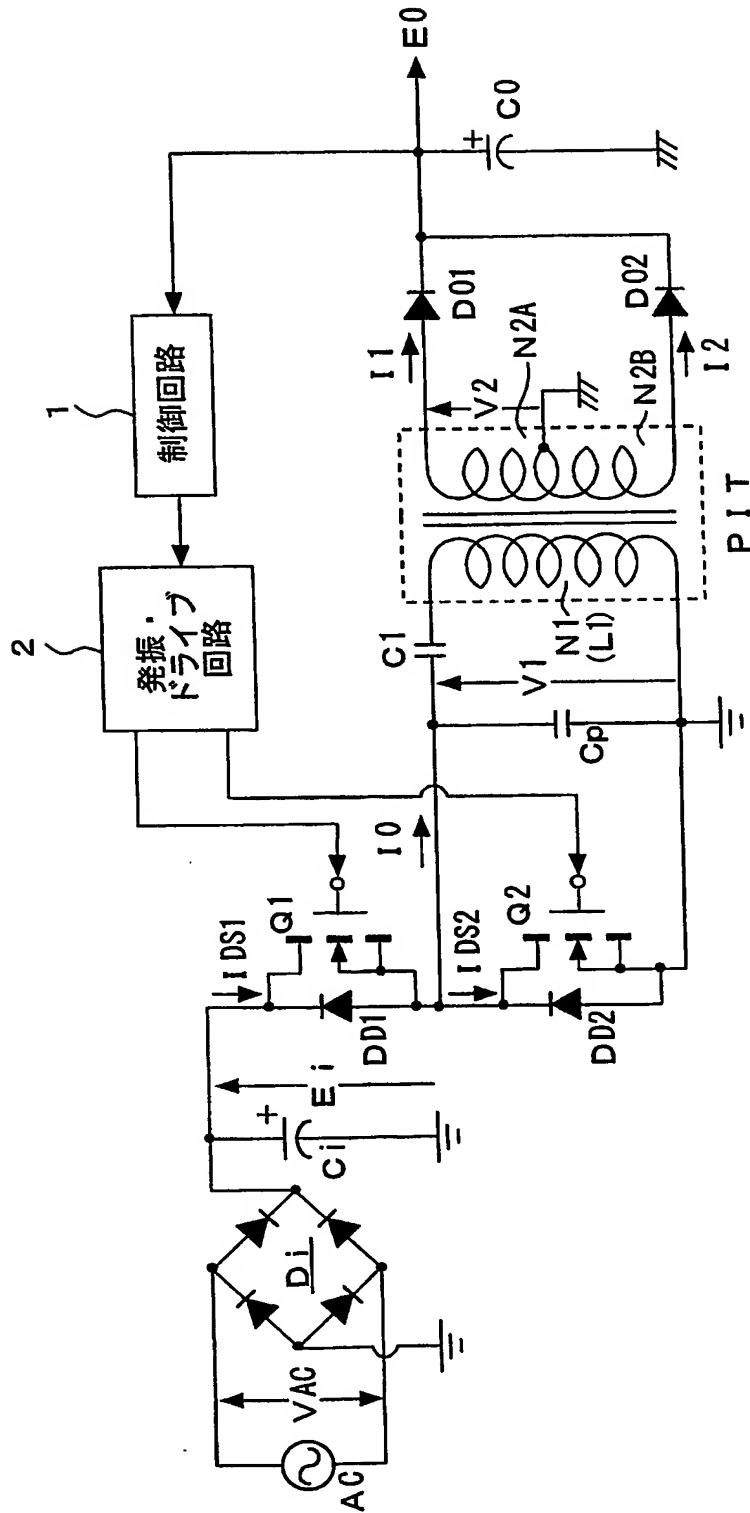 1
制御回路
2
発振・
ドライブ
回路
AC
VAC
Di
Ci
+
Ei
IDS1
Q1
DD1
IDS2
Q2
DD2
I0
Cp
V1
C1
N1
(L1)
PIT
V2
N2A
N2B
I1
I2
D01
D02
+
C0
E0